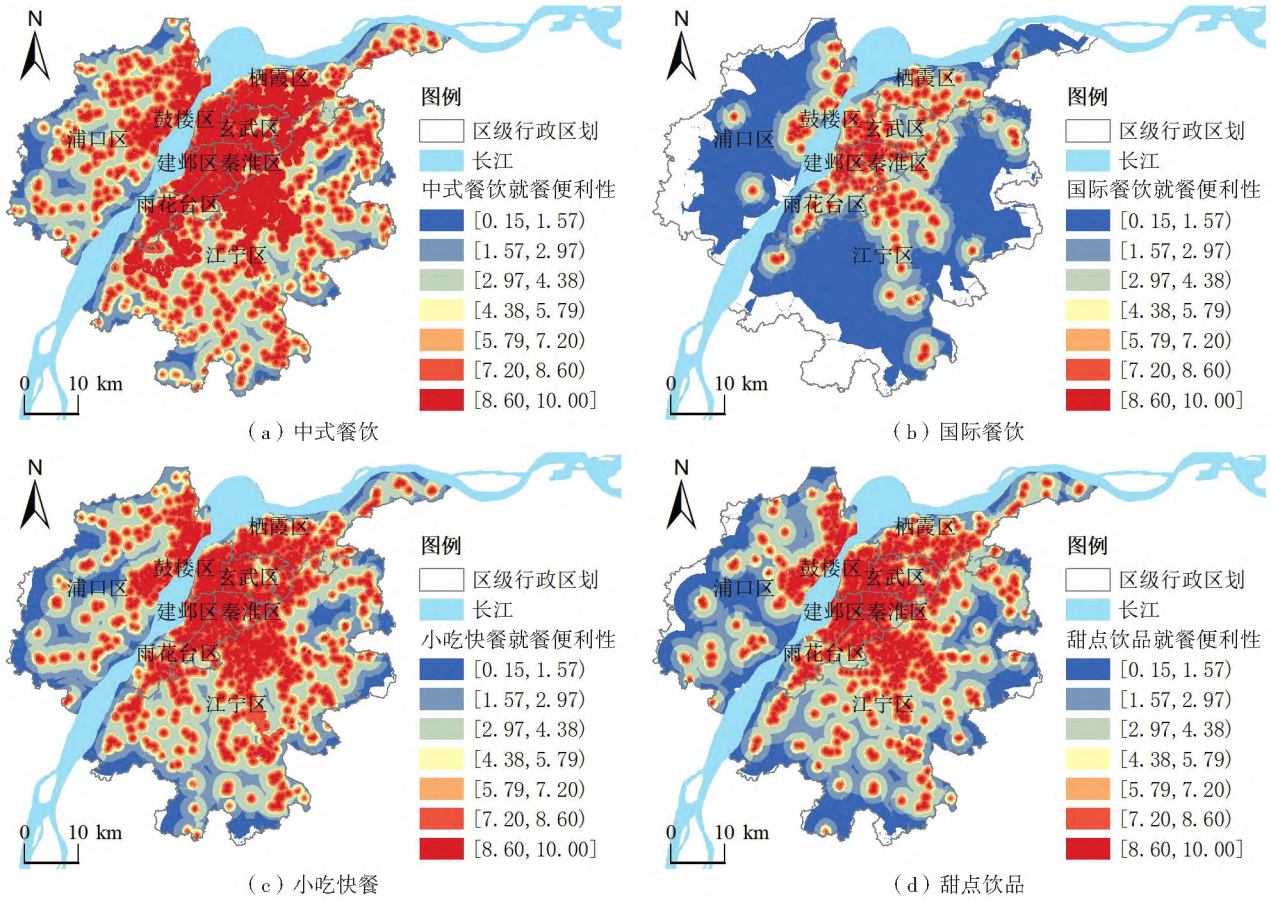 N
栖霞区
鼓楼区
玄武区
浦口区
建邺区
秦淮区
雨花台区
江宁区
0 10 km
图例
区级行政区划
长江
中式餐饮就餐便利性
[0.15,1.57)
[1.57,2.97)
[2.97,4.38)
[4.38,5.79)
[5.79,7.20)
[7.20,8.60)
[8.60,10.00]
(a)中式餐饮
N
栖霞区
鼓楼区
玄武区
浦口区
建邺区
秦淮区
雨花台区
江宁区
0 10 km
图例
区级行政区划
长江
国际餐饮就餐便利性
[0.15,1.57)
[1.57,2.97)
[2.97,4.38)
[4.38,5.79)
[5.79,7.20)
[7.20,8.60)
[8.60,10.00]
(b)国际餐饮
N
栖霞区
鼓楼区
玄武区
浦口区
建邺区
秦淮区
雨花台区
江宁区
0 10 km
图例
区级行政区划
长江
小吃快餐就餐便利性
[0.15,1.57)
[1.57,2.97)
[2.97,4.38)
[4.38,5.79)
[5.79,7.20)
[7.20,8.60)
[8.60,10.00]
(c)小吃快餐
N
栖霞区
鼓楼区
玄武区
浦口区
建邺区
秦淮区
雨花台区
江宁区
0 10 km
图例
区级行政区划
长江
甜点饮品就餐便利性
[0.15,1.57)
[1.57,2.97)
[2.97,4.38)
[4.38,5.79)
[5.79,7.20)
[7.20,8.60)
[8.60,10.00]
(d)甜点饮品